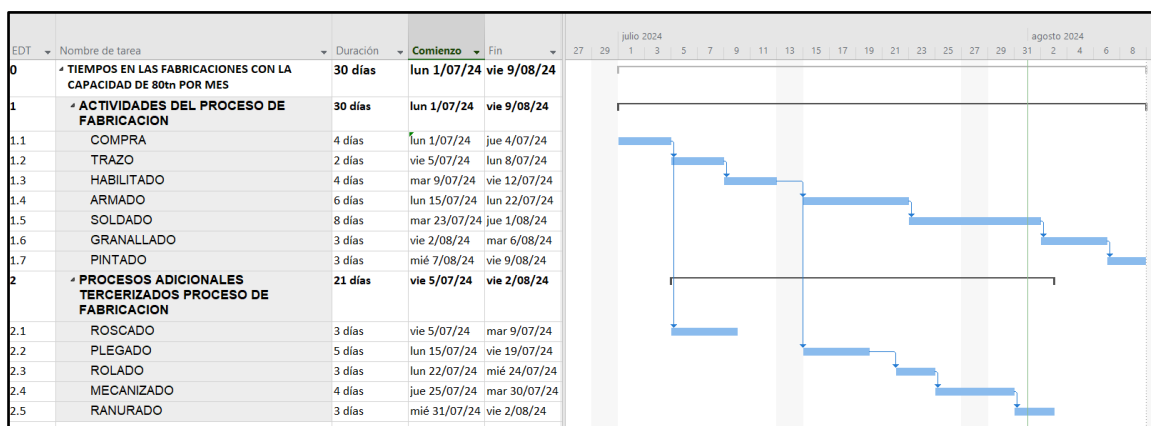 julio 2024 agosto 2024
EDT Nombre de tarea Duración Comienzo Fin 27 29 1 3 5 7 9 11 13 15 17 19 21 23 25 27 29 31 2 4 6 8
0 TIEMPOS EN LAS FABRICACIONES CON LA 30 días lun 1/07/24 vie 9/08/24
CAPACIDAD DE 80tn POR MES
1 ACTIVIDADES DEL PROCESO DE 30 días lun 1/07/24 vie 9/08/24
FABRICACION
1.1 COMPRA 4 días lun 1/07/24 jue 4/07/24
1.2 TRAZO 2 días vie 5/07/24 lun 8/07/24
1.3 HABILITADO 4 días mar 9/07/24 vie 12/07/24
1.4 ARMADO 6 días lun 15/07/24 lun 22/07/24
1.5 SOLDADO 8 días mar 23/07/24 jue 1/08/24
1.6 GRANALLADO 3 días vie 2/08/24 mar 6/08/24
1.7 PINTADO 3 días mié 7/08/24 vie 9/08/24
2 PROCESOS ADICIONALES 21 días vie 5/07/24 vie 2/08/24
TERCERIZADOS PROCESO DE
FABRICACION
2.1 ROSCADO 3 días vie 5/07/24 mar 9/07/24
2.2 PLEGADO 5 días lun 15/07/24 vie 19/07/24
2.3 ROLADO 3 días lun 22/07/24 mié 24/07/24
2.4 MECANIZADO 4 días jue 25/07/24 mar 30/07/24
2.5 RANURADO 3 días mié 31/07/24 vie 2/08/24